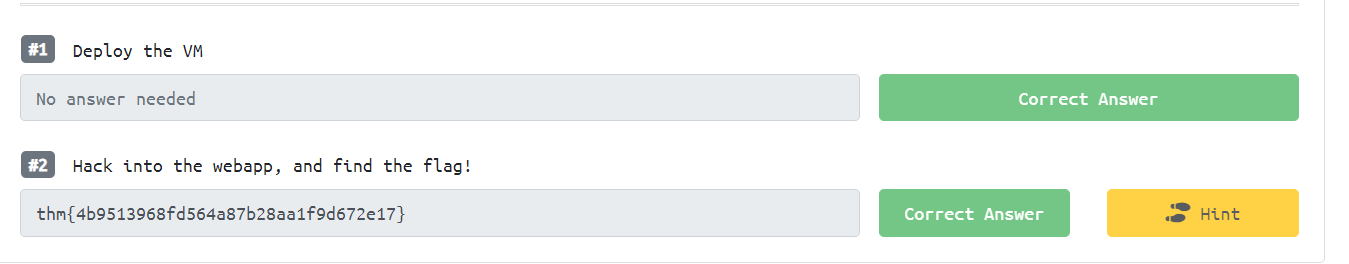 #1 Deploy the VM
No answer needed Correct Answer
#2 Hack into the webapp, and find the flag!
thm{4b9513968fd564a87b28aa1f9d672e17} Correct Answer Hint